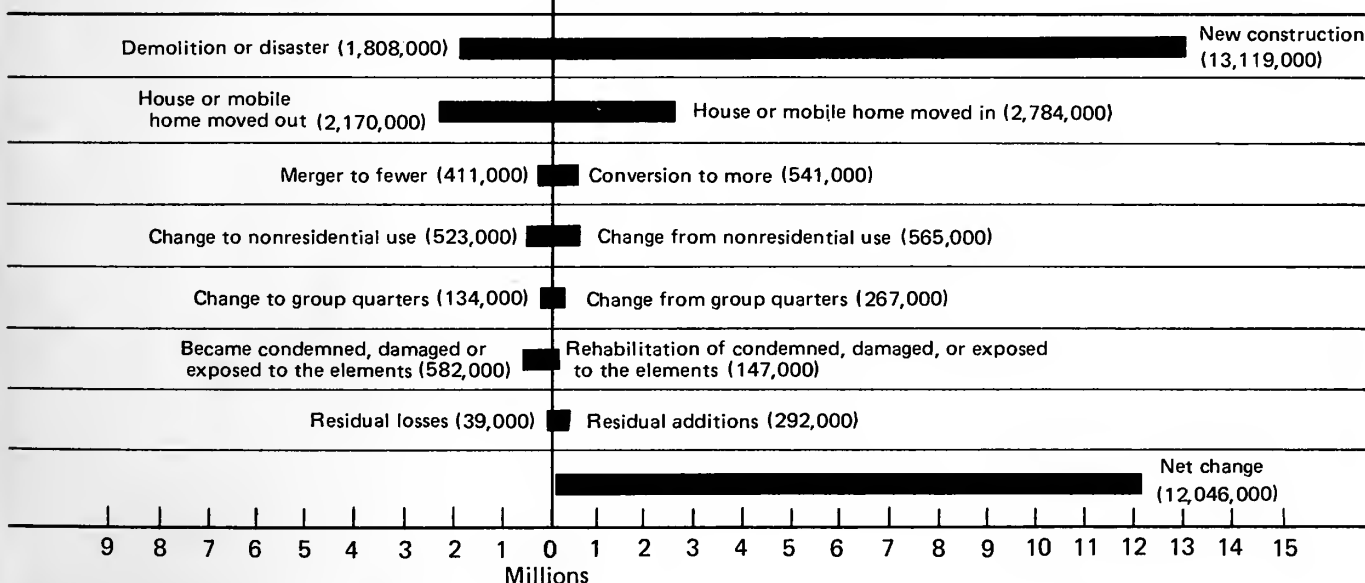 Demolition or disaster (1,808,000)
New construction
(13,119,000)
House or mobile
home moved out (2,170,000)
House or mobile home moved in (2,784,000)
Merger to fewer (411,000)
Conversion to more (541,000)
Change to nonresidential use (523,000)
Change from nonresidential use (565,000)
Change to group quarters (134,000)
Change from group quarters (267,000)
Became condemned, damaged or
exposed to the elements (582,000)
Rehabilitation of condemned, damaged, or exposed
to the elements (147,000)
Residual losses (39,000)
Residual additions (292,000)
Net change
(12,046,000)
9 8 7 6 5 4 3 2 1 0 1 2 3 4 5 6 7 8 9 10 11 12 13 14 15
Millions